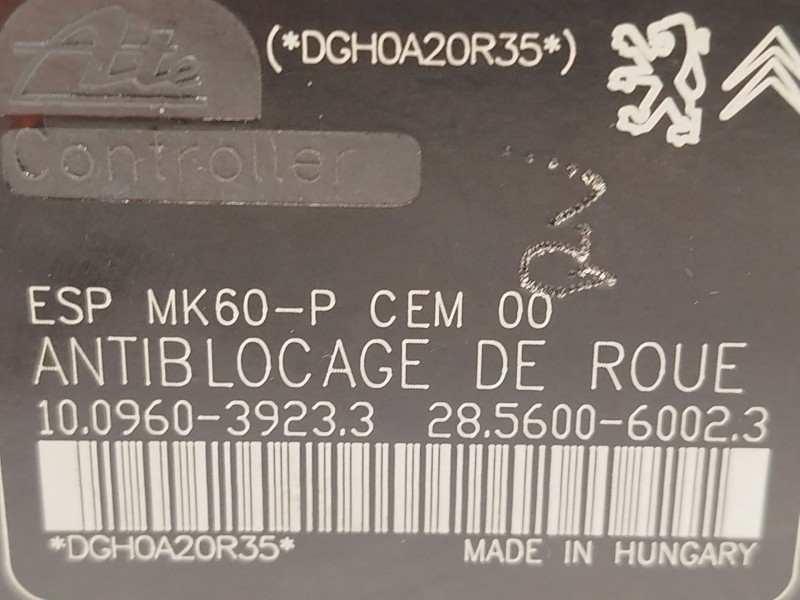 Ate
(*DGH0A20R35*)
Controller
ESP MK60-P CEM 00
ANTIBLOCAGE DE ROUE
10.0960-3923.3 28.5600-6002.3
*DGH0A20R35*
MADE IN HUNGARY